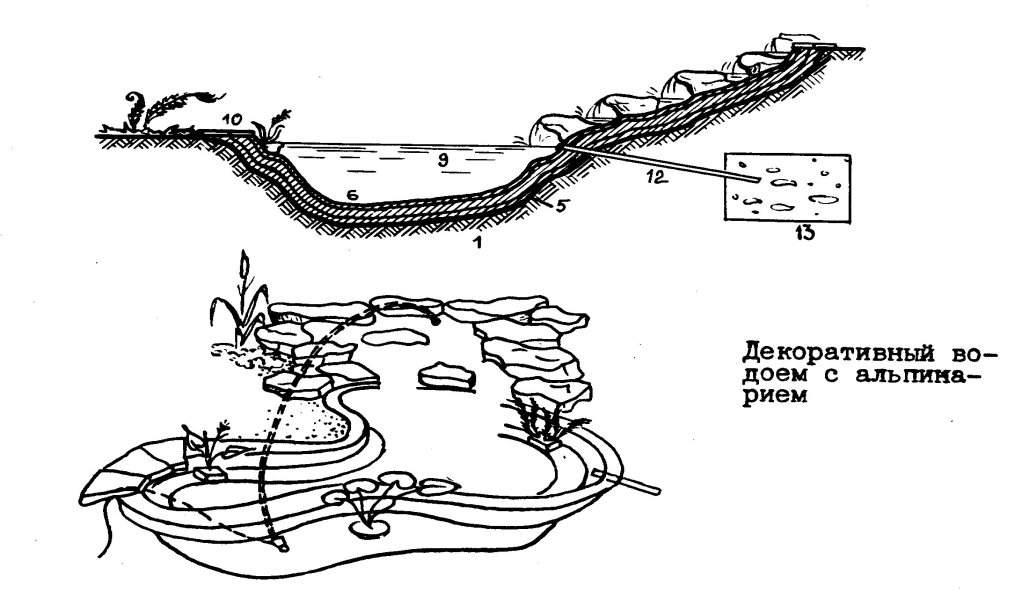 10
9
6
12
5
13
1
Декоративный во-
доем с альпина-
рием